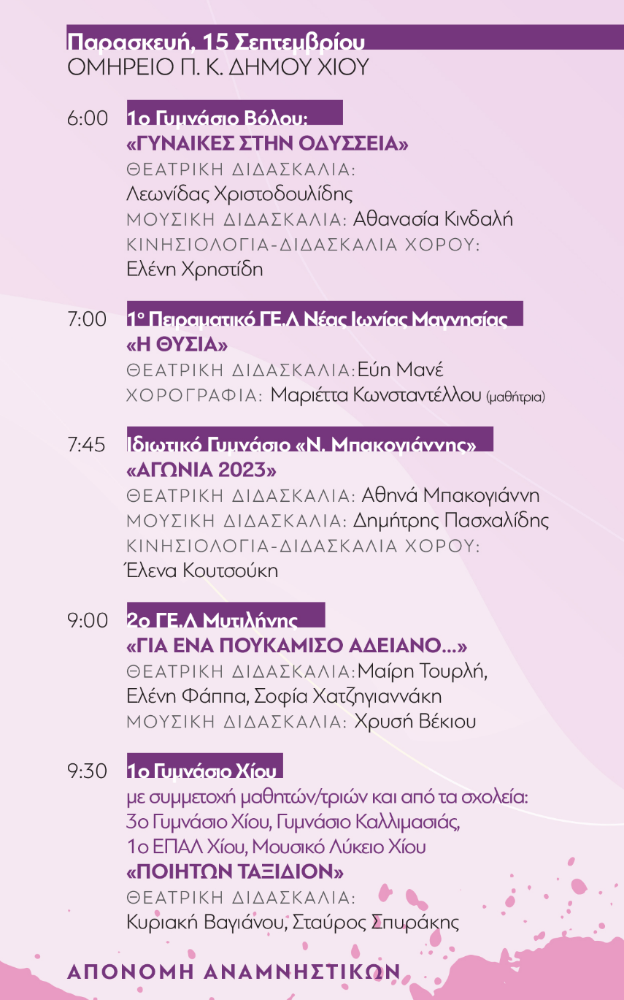 Παρασκευή, 15 Σεπτεμβρίου
ΟΜΗΡΕΙΟ Π. Κ. ΔΗΜΟΥ ΧΙΟΥ
6:00 1ο Γυμνάσιο Βόλου:
«ΓΥΝΑΙΚΕΣ ΣΤΗΝ ΟΔΥΣΣΕΙΑ»
ΘΕΑΤΡΙΚΗ ΔΙΔΑΣΚΑΛΙΑ:
Λεωνίδας Χριστοδουλίδης
ΜΟΥΣΙΚΗ ΔΙΔΑΣΚΑΛΙΑ: Αθανασία Κινδαλή
ΚΙΝΗΣΙΟΛΟΓΙΑ-ΔΙΔΑΣΚΑΛΙΑ ΧΟΡΟΥ:
Ελένη Χρηστίδη
7:00 1º Πειραματικό ΓΕ.Λ Νέας Ιωνίας Μαγνησίας
«Η ΘΥΣΙΑ»
ΘΕΑΤΡΙΚΗ ΔΙΔΑΣΚΑΛΙΑ:Εύη Μανέ
ΧΟΡΟΓΡΑΦΙΑ: Μαριέττα Κωνσταντέλλου (μαθήτρια)
7:45 Ιδιωτικό Γυμνάσιο «Ν. Μπακογιάννης»
«ΑΓΩΝΙΑ 2023»
ΘΕΑΤΡΙΚΗ ΔΙΔΑΣΚΑΛΙΑ: Αθηνά Μπακογιάννη
ΜΟΥΣΙΚΗ ΔΙΔΑΣΚΑΛΙΑ: Δημήτρης Πασχαλίδης
ΚΙΝΗΣΙΟΛΟΓΙΑ-ΔΙΔΑΣΚΑΛΙΑ ΧΟΡΟΥ:
Έλενα Κουτσούκη
9:00 2ο ΓΕ.Λ Μυτιλήνης
«ΓΙΑ ΕΝΑ ΠΟΥΚΑΜΙΣΟ ΑΔΕΙΑΝΟ...»
ΘΕΑΤΡΙΚΗ ΔΙΔΑΣΚΑΛΙΑ:Μαίρη Τουρλή,
Ελένη Φάππα, Σοφία Χατζηγιαννάκη
ΜΟΥΣΙΚΗ ΔΙΔΑΣΚΑΛΙΑ: Χρυσή Βέκιου
9:30 1ο Γυμνάσιο Χίου
με συμμετοχή μαθητών/τριών και από τα σχολεία:
3ο Γυμνάσιο Χίου, Γυμνάσιο Καλλιμασιάς,
1ο ΕΠΑΛ Χίου, Μουσικό Λύκειο Χίου
«ΠΟΙΗΤΩΝ ΤΑΞΙΔΙΟΝ»
ΘΕΑΤΡΙΚΗ ΔΙΔΑΣΚΑΛΙΑ:
Κυριακή Βαγιάνου, Σταύρος Σπυράκης
ΑΠΟΝΟΜΗ ΑΝΑΜΝΗΣΤΙΚΩΝ